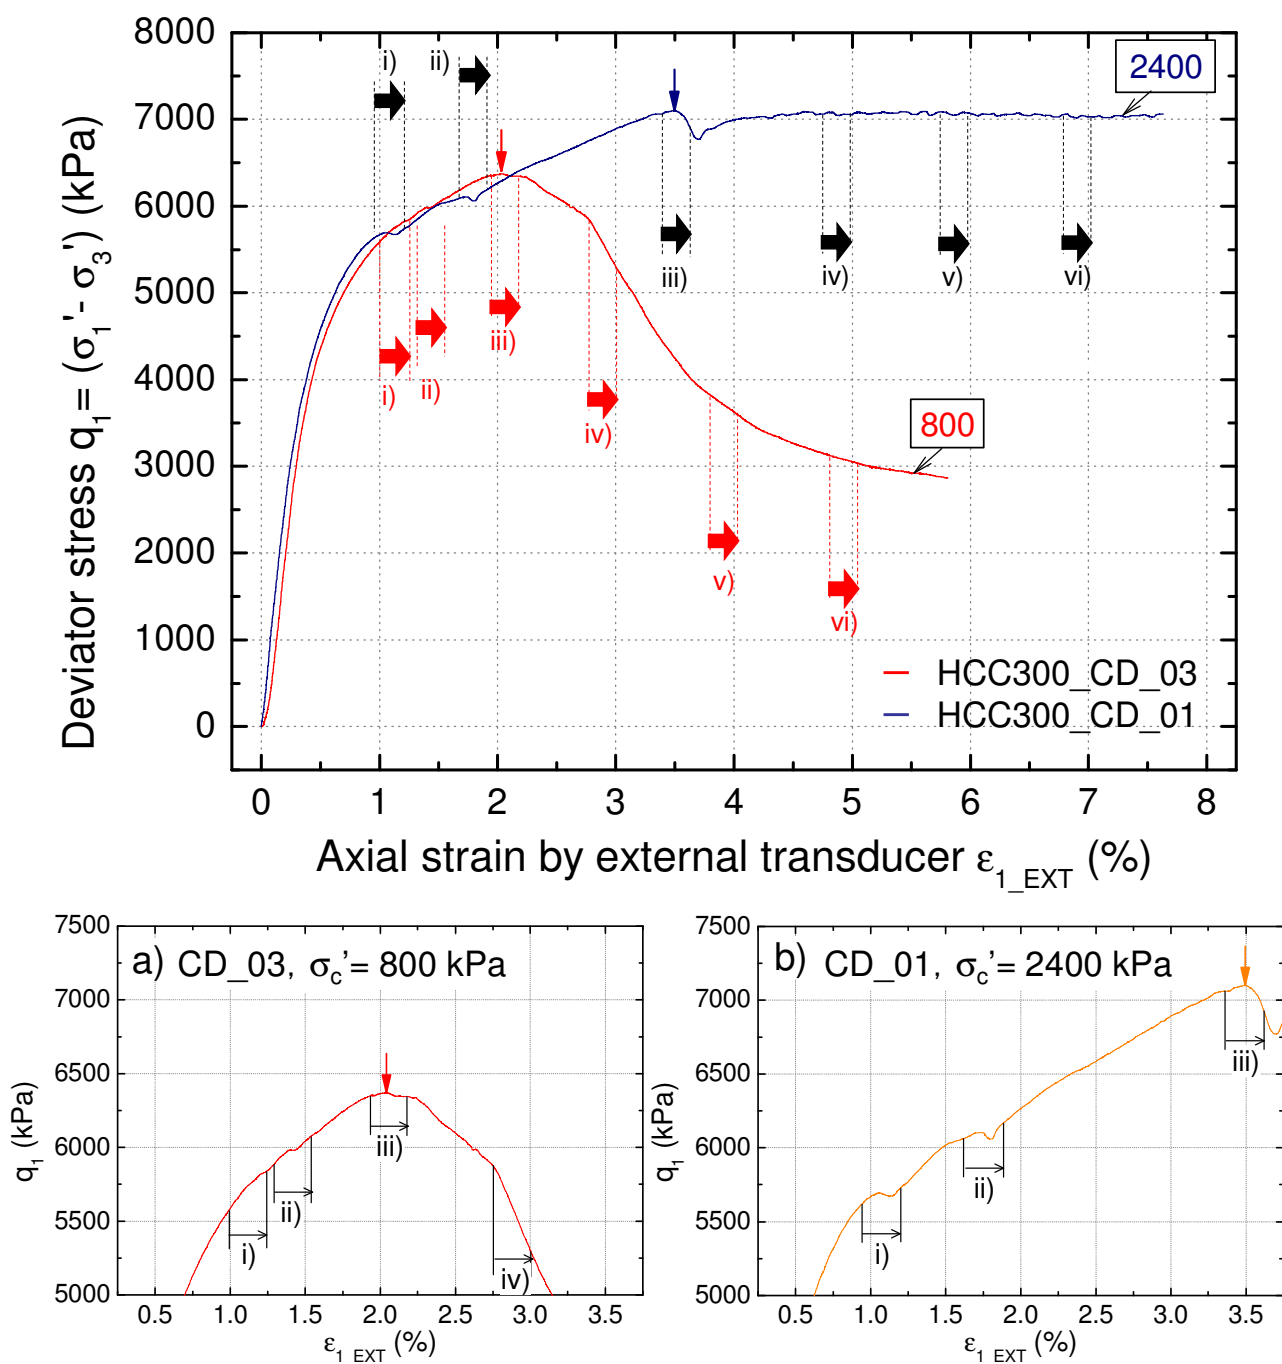 8000
7000
6000
5000
4000
3000
2000
1000
0
Deviator stress q1 = (σ1' - σ3') (kPa)
i)
ii)
2400
iii)
iv)
v)
vi)
i)
ii)
iii)
iv)
800
v)
vi)
HCC300_CD_03
HCC300_CD_01
0 1 2 3 4 5 6 7 8
Axial strain by external transducer ε1_EXT (%)
7500
7000
6500
6000
5500
5000
q1 (kPa)
a) CD_03, σc'= 800 kPa
i)
ii)
iii)
iv)
0.5 1.0 1.5 2.0 2.5 3.0 3.5
ε1_EXT (%)
7500
7000
6500
6000
5500
5000
q1 (kPa)
b) CD_01, σc'= 2400 kPa
i)
ii)
iii)
0.5 1.0 1.5 2.0 2.5 3.0 3.5
ε1_EXT (%)